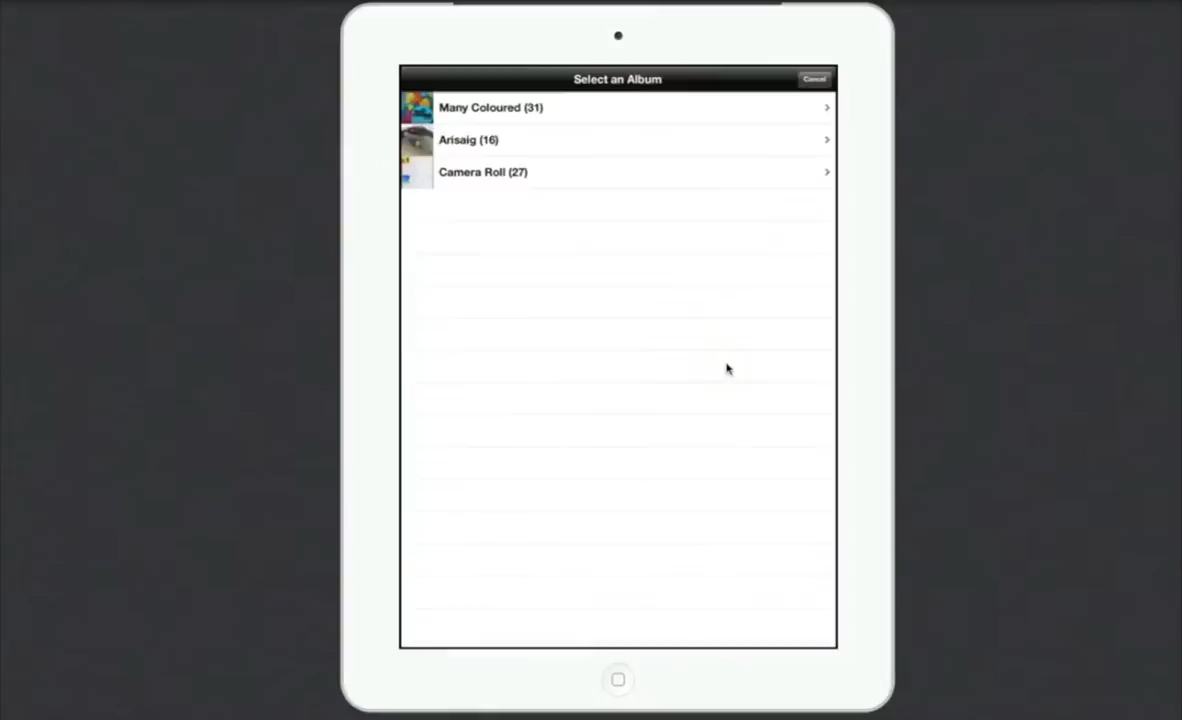 Select an Album
Cancel
Many Coloured (31)
Arisaig (16)
Camera Roll (27)